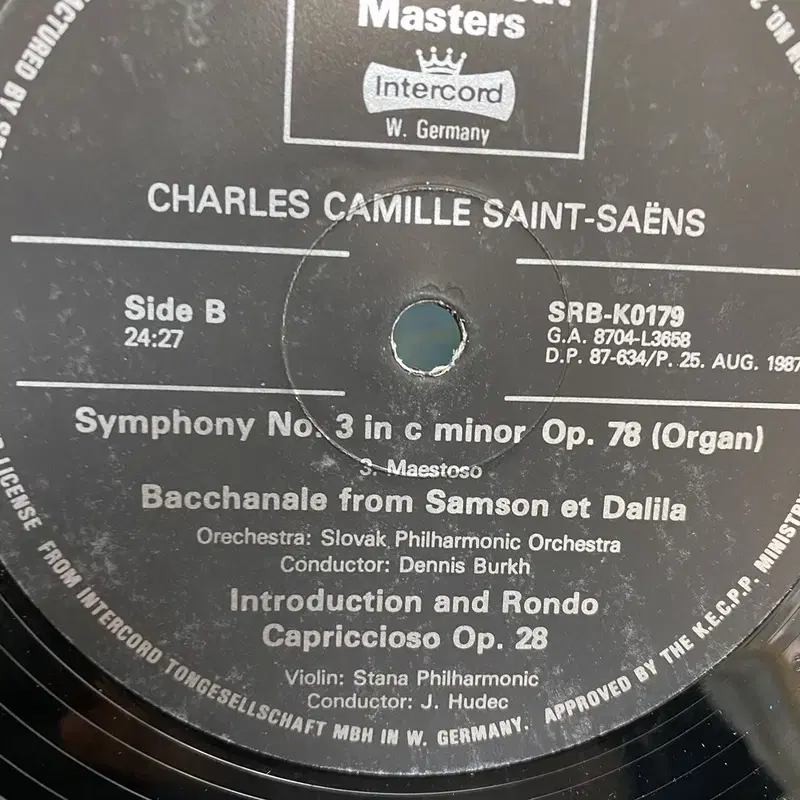 Masters
Intercord
W. Germany
CHARLES CAMILLE SAINT-SAËNS
Side B
24:27
SRB-K0179
G.A. 8704-L3658
D.P. 87-634/P. 25. AUG. 1987
Symphony No. 3 in c minor Op. 78 (Organ)
3. Maestoso
Bacchanale from Samson et Dalila
Orechestra: Slovak Philharmonic Orchestra
Conductor: Dennis Burkh
Introduction and Rondo
Capriccioso Op. 28
Violin: Stana Philharmonic
Conductor: J. Hudec
LICENSE FROM INTERCORD TONGESELLSCHAFT MBH IN W. GERMANY. APPROVED BY THE K.E.C.P.P. MINISTRY